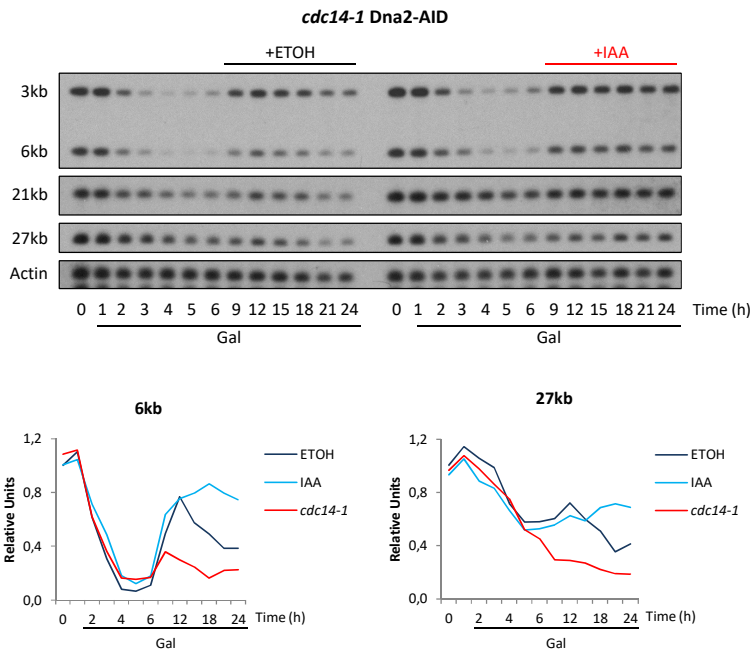 cdc14-1 Dna2-AID
+ETOH +IAA
3kb
6kb
21kb
27kb
Actin
0 1 2 3 4 5 6 9 12 15 18 21 24 0 1 2 3 4 5 6 9 12 15 18 21 24 Time (h)
Gal Gal
6kb
Relative Units
1,2
0,8
0,4
0,0
0 2 4 6 12 18 24 Time (h)
Gal
ETOH
IAA
cdc14-1
27kb
Relative Units
1,2
0,8
0,4
0,0
0 2 4 6 12 18 24 Time (h)
Gal
ETOH
IAA
cdc14-1